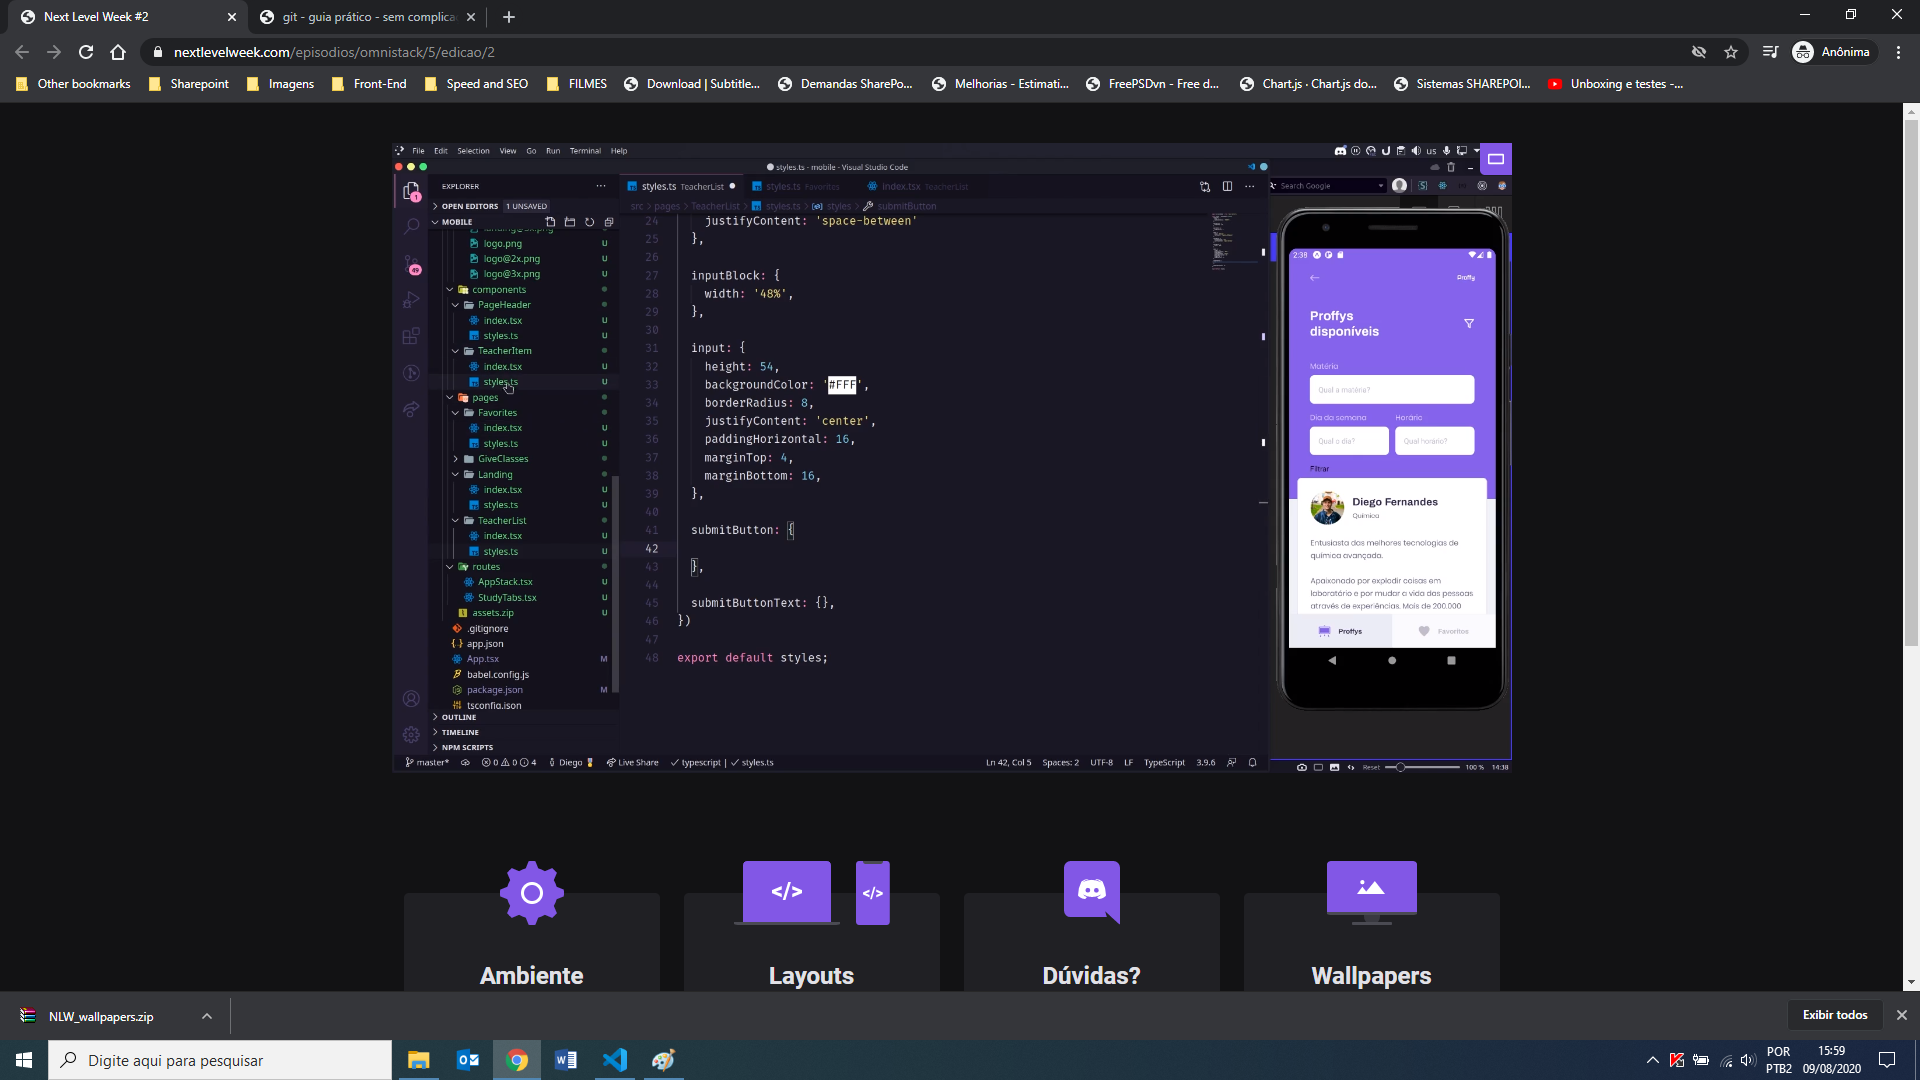 Next Level Week #2
git - guia prático - sem complica
nextlevelweek.com/episodios/omnistack/5/edicao/2
Anônima
Other bookmarks
Sharepoint
Imagens
Front-End
Speed and SEO
FILMES
Download | Subtitle...
Demandas SharePo...
Melhorias - Estimati...
FreePSDvn - Free d...
Chart.js · Chart.js do...
Sistemas SHAREPOI...
Unboxing e testes -...
File Edit Selection View Go Run Terminal Help
us
styles.ts - mobile - Visual Studio Code
EXPLORER
styles.ts TeacherList
styles.ts Favorites
index.tsx TeacherList
Search Google
OPEN EDITORS 1 UNSAVED
src > pages > TeacherList > styles.ts > styles > submitButton
MOBILE
logo.png U
logo@2x.png U
logo@3x.png U
components
PageHeader
index.tsx U
styles.ts U
TeacherItem
index.tsx U
styles.ts U
pages
Favorites
index.tsx U
styles.ts U
GiveClasses
Landing
index.tsx U
styles.ts U
TeacherList
index.tsx U
styles.ts U
routes
AppStack.tsx U
StudyTabs.tsx U
assets.zip U
.gitignore
app.json
App.tsx M
babel.config.js
package.json M
tsconfig.json
OUTLINE
TIMELINE
NPM SCRIPTS
24 justifyContent: 'space-between'
25 },
26
27 inputBlock: {
28 width: '48%',
29 },
30
31 input: {
32 height: 54,
33 backgroundColor: '#FFF',
34 borderRadius: 8,
35 justifyContent: 'center',
36 paddingHorizontal: 16,
37 marginTop: 4,
38 marginBottom: 16,
39 },
40
41 submitButton: {
42
43 },
44
45 submitButtonText: {},
46 })
47
48 export default styles;
2:38
Proffy
Proffys
disponíveis
Matéria
Qual a matéria?
Dia da semana
Horário
Qual o dia?
Qual horário?
Filtrar
Diego Fernandes
Química
Entusiasta das melhores tecnologias de
química avançada.
Apaixonado por explodir coisas em
laboratório e por mudar a vida das pessoas
através de experiências. Mais de 200.000
Proffys
Favoritos
master* 0 0 4 Diego Live Share typescript | styles.ts
Ln 42, Col 5 Spaces: 2 UTF-8 LF TypeScript 3.9.6
Reset 100 % 14:38
Ambiente
Layouts
Dúvidas?
Wallpapers
NLW_wallpapers.zip
Exibir todos
Digite aqui para pesquisar
POR
PTB2
15:59
09/08/2020